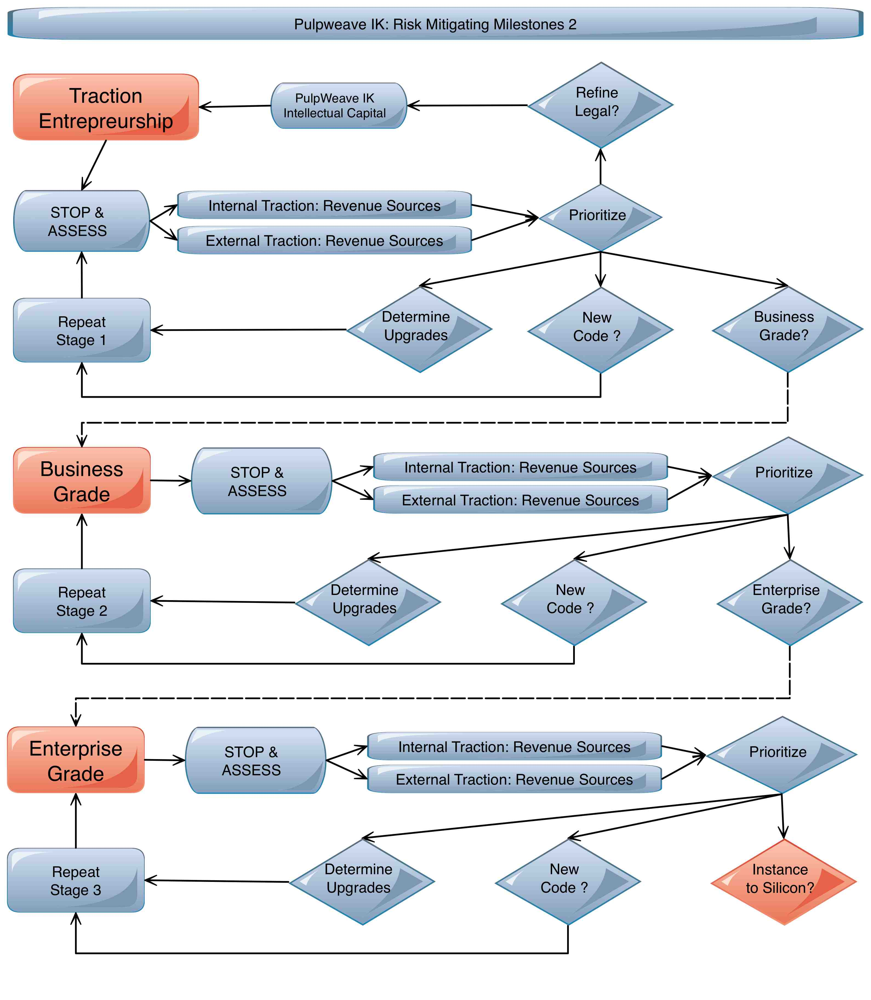 Pulpweave IK: Risk Mitigating Milestones 2
Traction
Entrepreurship
PulpWeave IK
Intellectual Capital
Refine
Legal?
STOP &
ASSESS
Internal Traction: Revenue Sources
External Traction: Revenue Sources
Prioritize
Repeat
Stage 1
Determine
Upgrades
New
Code ?
Business
Grade?
Business
Grade
STOP &
ASSESS
Internal Traction: Revenue Sources
External Traction: Revenue Sources
Prioritize
Repeat
Stage 2
Determine
Upgrades
New
Code ?
Enterprise
Grade?
Enterprise
Grade
STOP &
ASSESS
Internal Traction: Revenue Sources
External Traction: Revenue Sources
Prioritize
Repeat
Stage 3
Determine
Upgrades
New
Code ?
Instance
to Silicon?